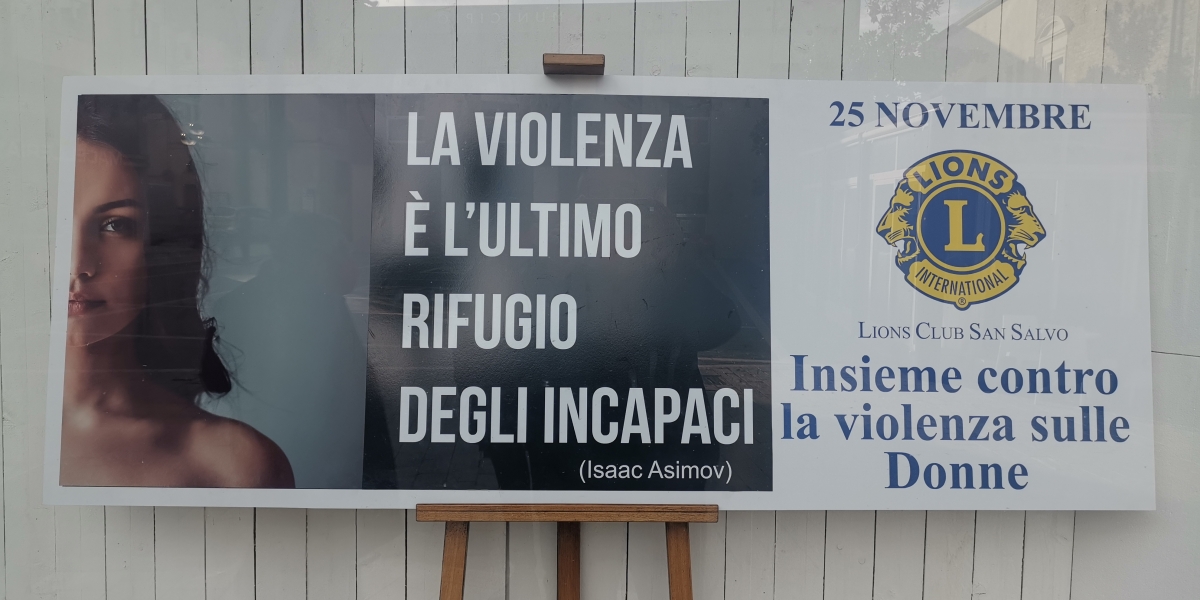 LA VIOLENZA
È L'ULTIMO
RIFUGIO
DEGLI INCAPACI
(Isaac Asimov)
25 NOVEMBRE
LIONS
L
INTERNATIONAL
®
LIONS CLUB SAN SALVO
Insieme contro
la violenza sulle
Donne